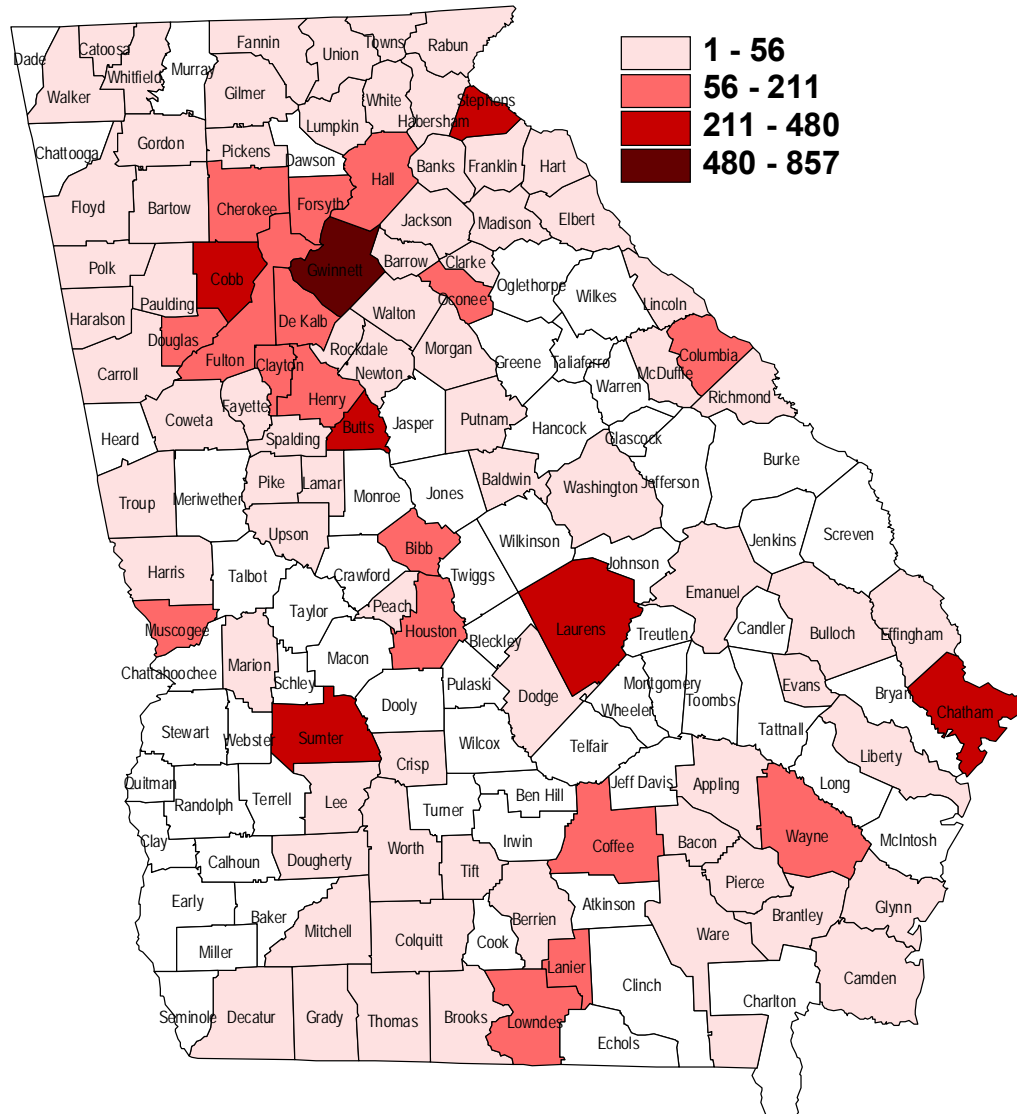 1 - 56
56 - 211
211 - 480
480 - 857
Dade
Catoosa
Whitfield
Murray
Fannin
Union
Towns
Rabun
Walker
Gilmer
White
Habersham
Stephens
Lumpkin
Chattooga
Gordon
Pickens
Dawson
Hall
Banks
Franklin
Hart
Floyd
Bartow
Cherokee
Forsyth
Jackson
Madison
Elbert
Polk
Cobb
Gwinnett
Barrow
Clarke
Oglethorpe
Wilkes
Lincoln
Paulding
Haralson
Douglas
De Kalb
Walton
Oconee
Rockdale
Morgan
Greene
Taliaferro
McDuffie
Columbia
Carroll
Fulton
Clayton
Newton
Warren
Richmond
Coweta
Fayette
Henry
Butts
Jasper
Putnam
Hancock
Glascock
Heard
Spalding
Burke
Troup
Meriwether
Pike
Lamar
Monroe
Jones
Baldwin
Washington
Jefferson
Upson
Bibb
Wilkinson
Jenkins
Screven
Harris
Talbot
Crawford
Twiggs
Johnson
Emanuel
Taylor
Peach
Muscogee
Houston
Bleckley
Laurens
Treutlen
Candler
Bulloch
Effingham
Chattahoochee
Marion
Macon
Schley
Pulaski
Dodge
Montgomery
Wheeler
Toombs
Evans
Bryan
Chatham
Stewart
Webster
Sumter
Dooly
Wilcox
Telfair
Tattnall
Liberty
Quitman
Randolph
Terrell
Lee
Crisp
Turner
Ben Hill
Jeff Davis
Appling
Long
Clay
Calhoun
Dougherty
Worth
Irwin
Coffee
Bacon
Wayne
McIntosh
Early
Baker
Mitchell
Tift
Atkinson
Pierce
Brantley
Glynn
Miller
Colquitt
Berrien
Cook
Ware
Lanier
Clinch
Charlton
Camden
Seminole
Decatur
Grady
Thomas
Brooks
Lowndes
Echols